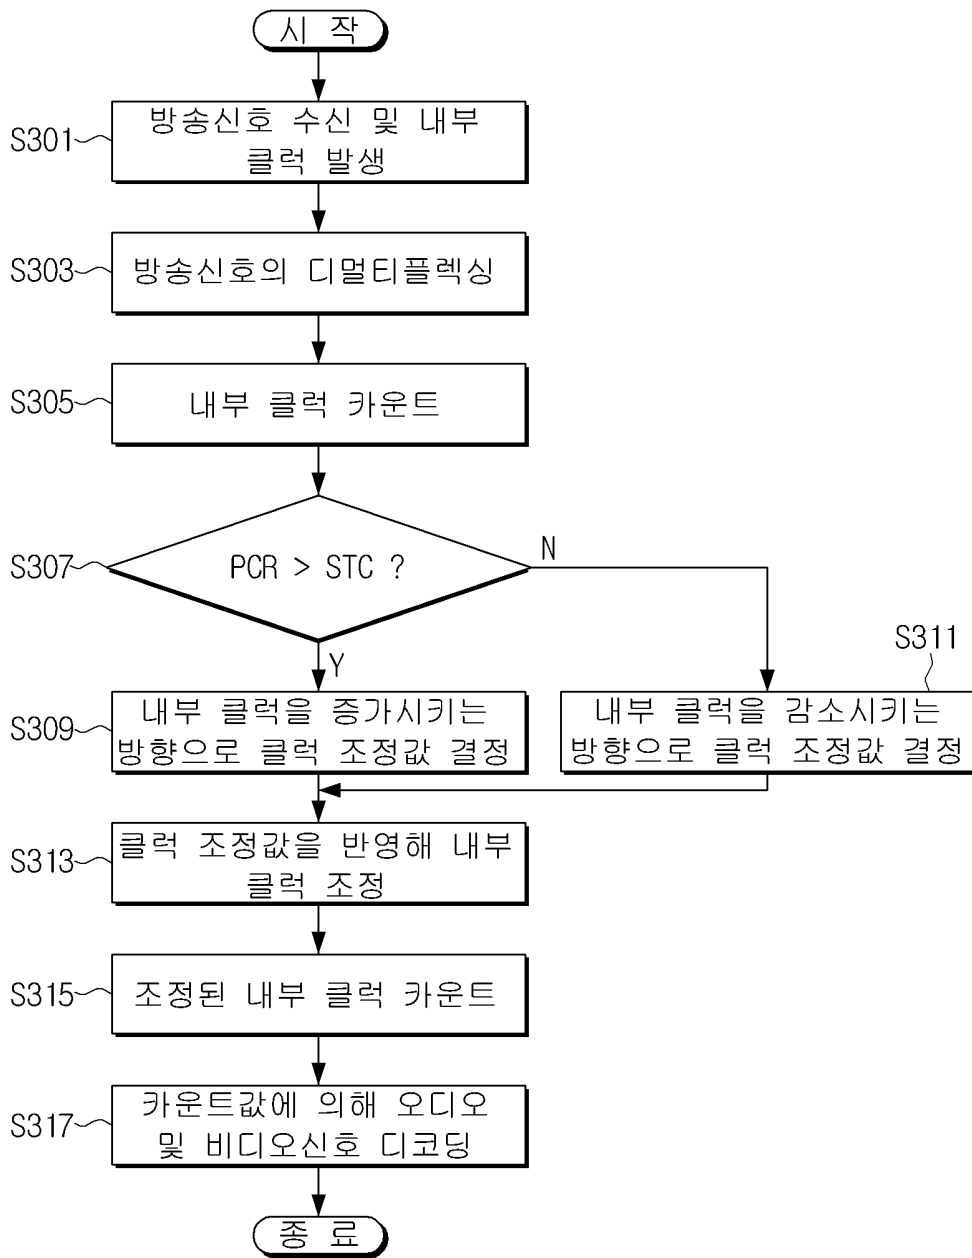 시 작
S301
방송신호 수신 및 내부
클럭 발생
S303
방송신호의 디멀티플렉싱
S305
내부 클럭 카운트
S307
PCR > STC ?
N
Y
S309
내부 클럭을 증가시키는
방향으로 클럭 조정값 결정
S311
내부 클럭을 감소시키는
방향으로 클럭 조정값 결정
S313
클럭 조정값을 반영해 내부
클럭 조정
S315
조정된 내부 클럭 카운트
S317
카운트값에 의해 오디오
및 비디오신호 디코딩
종 료